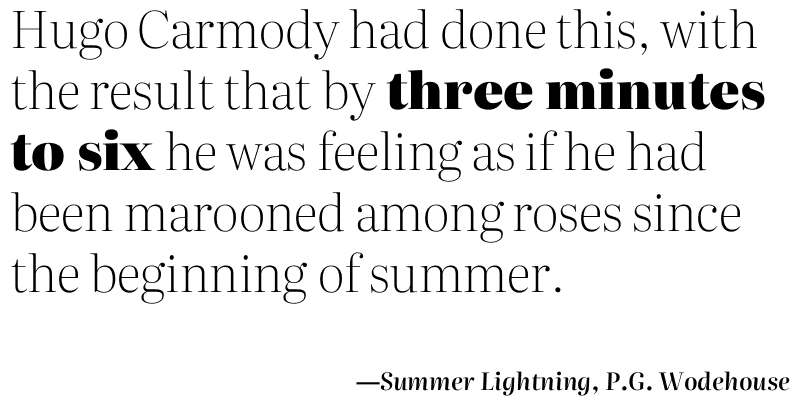 Hugo Carmody had done this, with
the result that by three minutes
to six he was feeling as if he had
been marooned among roses since
the beginning of summer.
—Summer Lightning, P.G. Wodehouse